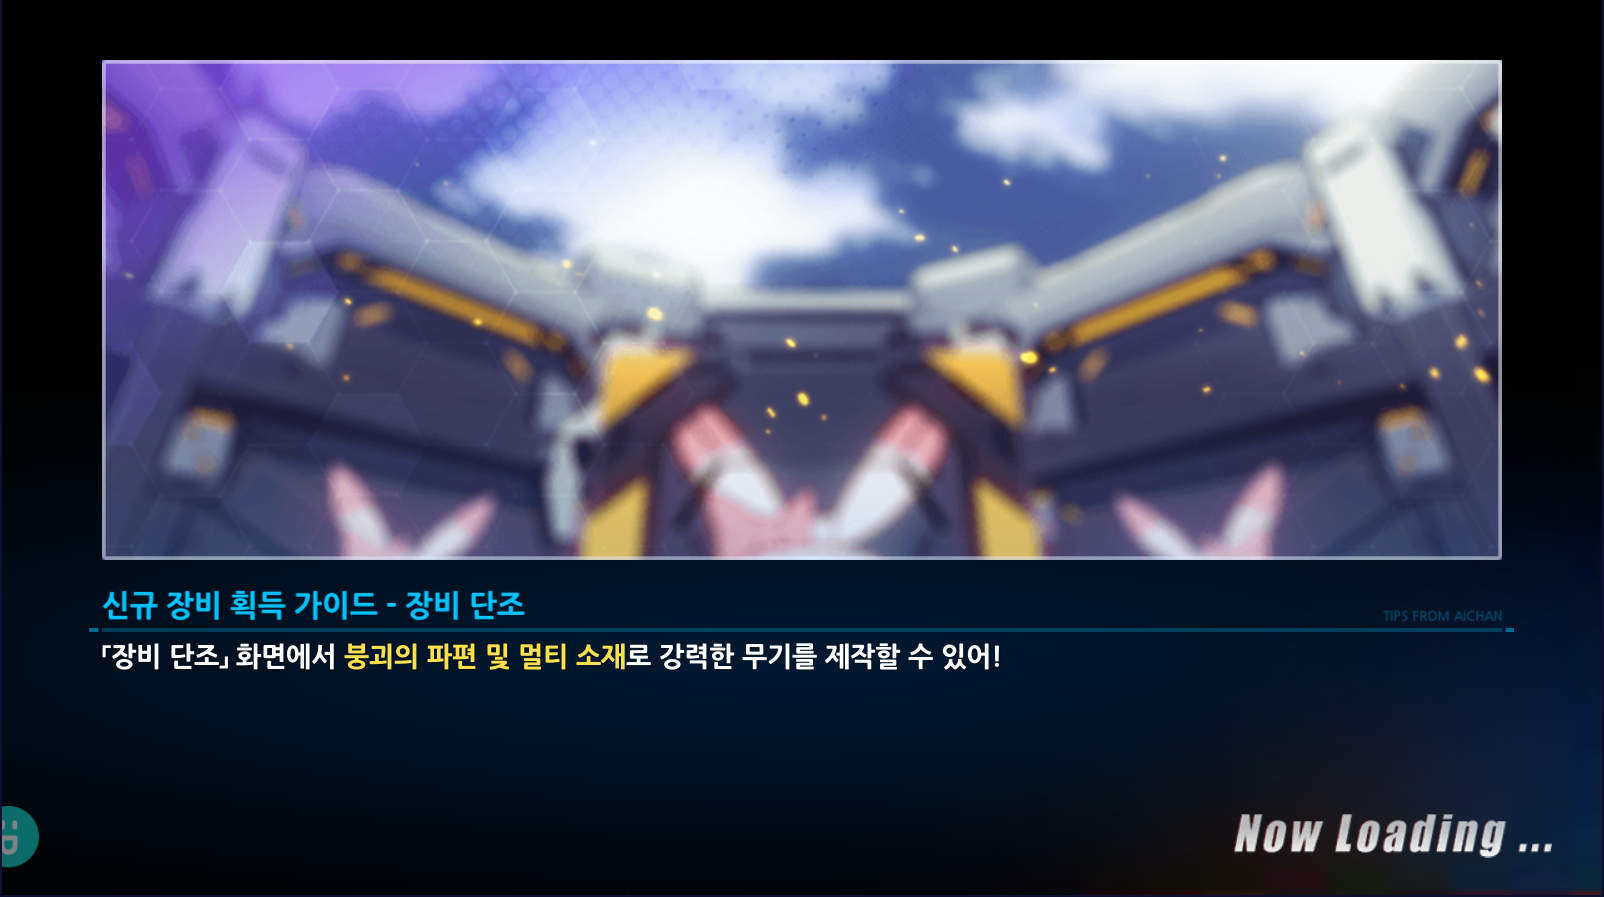 신규 장비 획득 가이드 - 장비 단조
TIPS FROM AICHAN
「장비 단조」 화면에서 붕괴의 파편 및 멀티 소재로 강력한 무기를 제작할 수 있어!
Now Loading ...